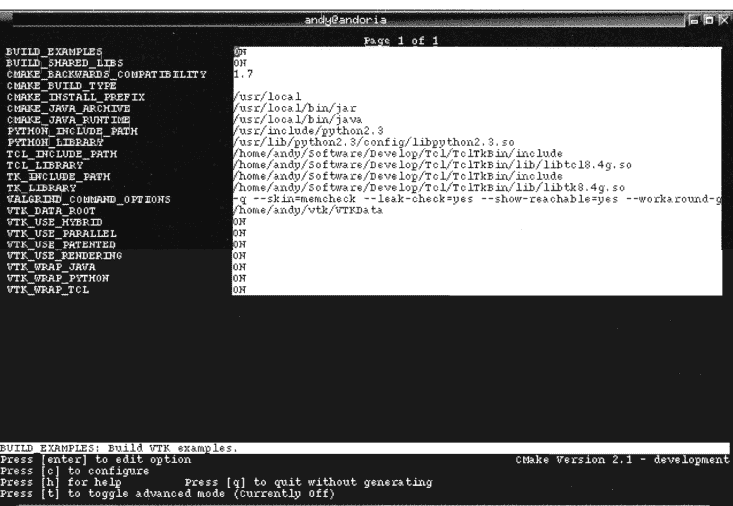 andy@andoria
Page 1 of 1
BUILD_EXAMPLES ON
BUILD_SHARED_LIBS ON
CMAKE_BACKWARDS_COMPATIBILITY 1.7
CMAKE_BUILD_TYPE
CMAKE_INSTALL_PREFIX /usr/local
CMAKE_JAVA_ARCHIVE /usr/local/bin/jar
CMAKE_JAVA_RUNTIME /usr/local/bin/java
PYTHON_INCLUDE_PATH /usr/include/python2.3
PYTHON_LIBRARY /usr/lib/python2.3/config/libpython2.3.so
TCL_INCLUDE_PATH /home/andy/Software/Develop/Tcl/TclTkBin/include
TCL_LIBRARY /home/andy/Software/Develop/Tcl/TclTkBin/lib/libtcl8.4g.so
TK_INCLUDE_PATH /home/andy/Software/Develop/Tcl/TclTkBin/include
TK_LIBRARY /home/andy/Software/Develop/Tcl/TclTkBin/lib/libtk8.4g.so
VALGRIND_COMMAND_OPTIONS -q --skin=memcheck --leak-check=yes --show-reachable=yes --workaround-g
VTK_DATA_ROOT /home/andy/vtk/VTKData
VTK_USE_HYBRID ON
VTK_USE_PARALLEL ON
VTK_USE_PATENTED ON
VTK_USE_RENDERING ON
VTK_WRAP_JAVA ON
VTK_WRAP_PYTHON ON
VTK_WRAP_TCL ON
BUILD_EXAMPLES: Build VTK examples.
Press [enter] to edit option CMake Version 2.1 - development
Press [c] to configure
Press [h] for help Press [q] to quit without generating
Press [t] to toggle advanced mode (Currently Off)